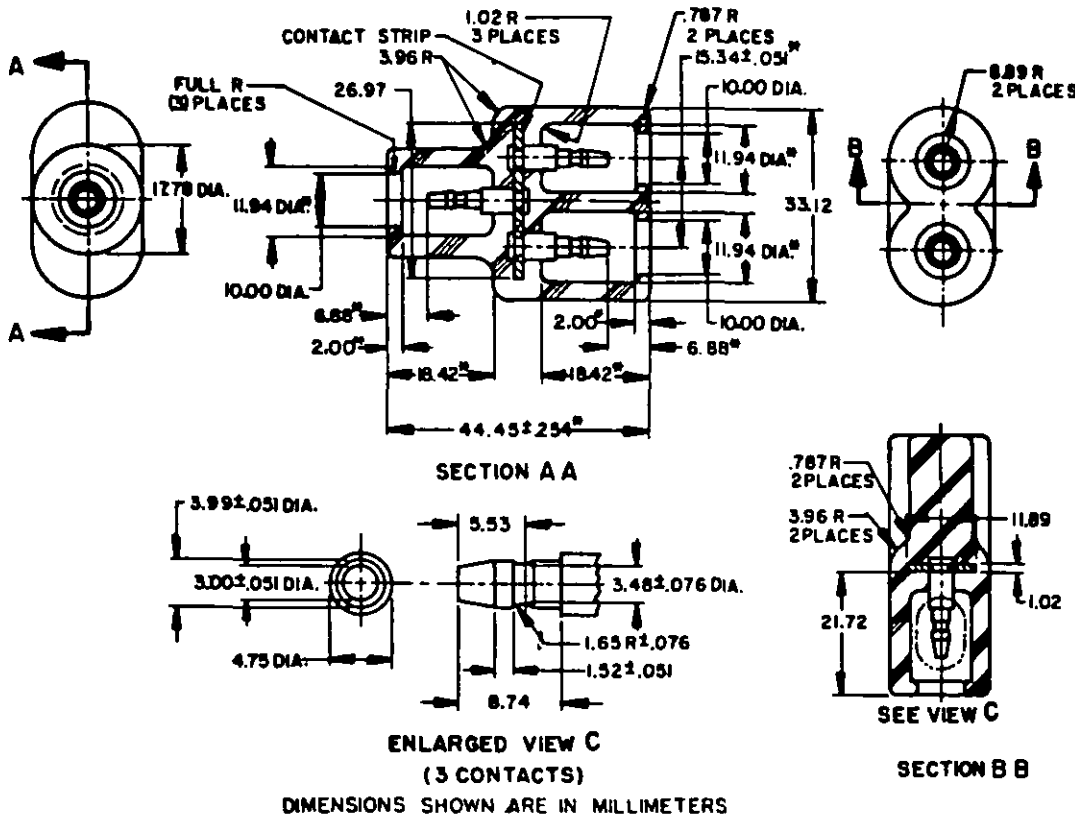 A
1.02 R
3 PLACES
.787 R
2 PLACES
CONTACT STRIP
3.96 R
15.34±.051*
FULL R
(3) PLACES
26.97
10.00 DIA.
8.89 R
2 PLACES
17.78 DIA.
11.94 DIA.*
11.94 DIA.*
33.12
B
B
11.94 DIA.*
10.00 DIA.
A
6.88*
2.00*
2.00*
10.00 DIA.
6.88*
18.42*
18.42*
44.45±.254*
SECTION A A
3.99±.051 DIA.
5.53
3.00±.051 DIA.
3.48±.076 DIA.
4.75 DIA.
1.65 R±.076
1.52±.051
8.74
.787 R
2 PLACES
3.96 R
2 PLACES
11.89
1.02
21.72
SEE VIEW C
SECTION B B
ENLARGED VIEW C
(3 CONTACTS)
DIMENSIONS SHOWN ARE IN MILLIMETERS